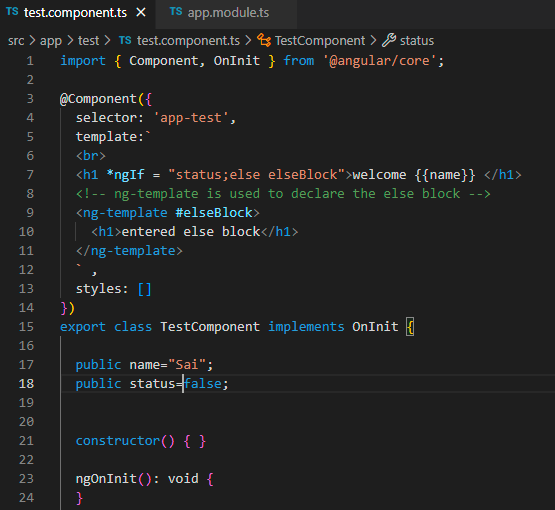 TS test.component.ts × TS app.module.ts
src > app > test > TS test.component.ts > TestComponent > status
1 import { Component, OnInit } from '@angular/core';
2
3 @Component({
4 selector: 'app-test',
5 template:`
6 <br>
7 <h1 *ngIf = "status;else elseBlock">welcome {{name}} </h1>
8 <!-- ng-template is used to declare the else block -->
9 <ng-template #elseBlock>
10 <h1>entered else block</h1>
11 </ng-template>
12 ` ,
13 styles: []
14 })
15 export class TestComponent implements OnInit {
16
17 public name="Sai";
18 public status=false;
19
20
21 constructor() { }
22
23 ngOnInit(): void {
24 }